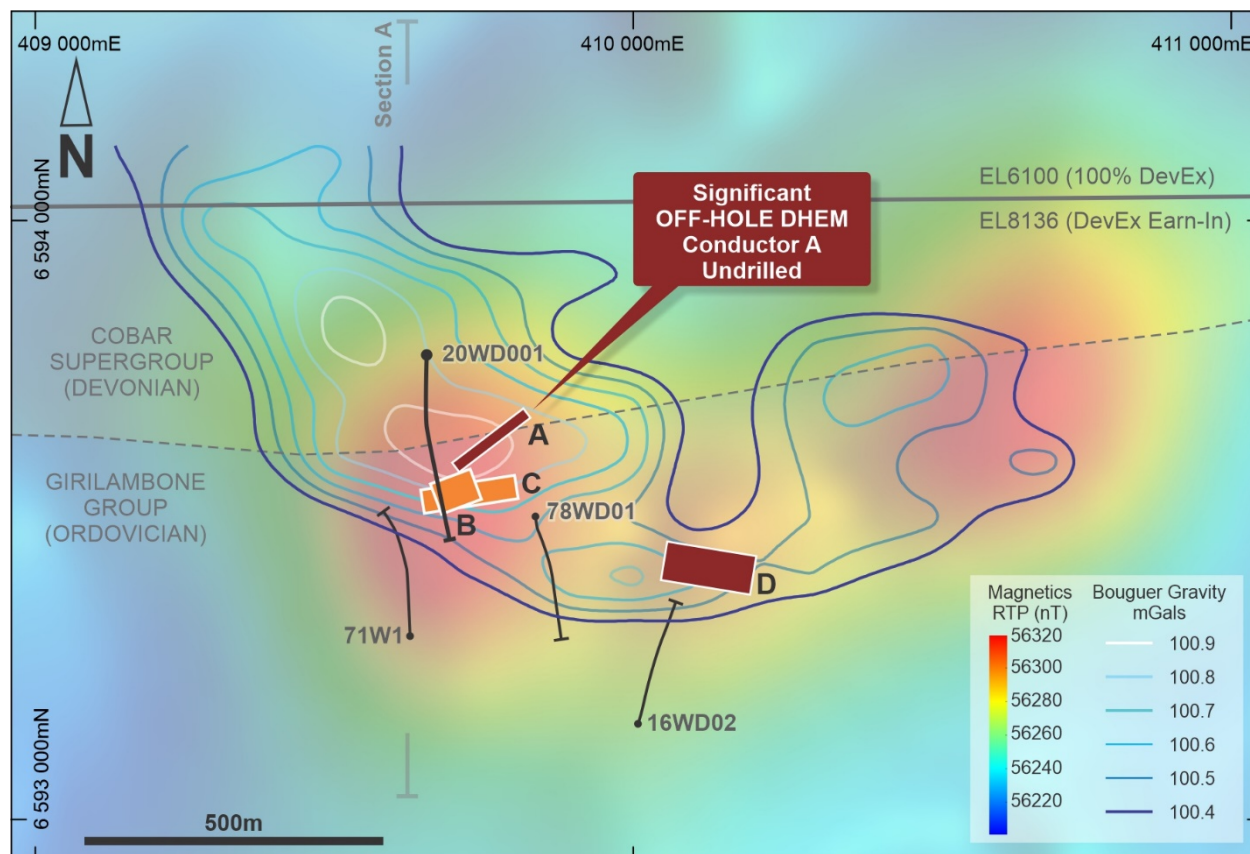 409 000mE
410 000mE
411 000mE
Section A
N
6 594 000mN
EL6100 (100% DevEx)
EL8136 (DevEx Earn-In)
Significant
OFF-HOLE DHEM
Conductor A
Undrilled
COBAR
SUPERGROUP
(DEVONIAN)
20WD001
A
GIRILAMBONE
GROUP
(ORDOVICIAN)
C
B
78WD01
D
71W1
16WD02
6 593 000mN
500m
Magnetics
RTP (nT)
56320
56300
56280
56260
56240
56220
Bouguer Gravity
mGals
100.9
100.8
100.7
100.6
100.5
100.4